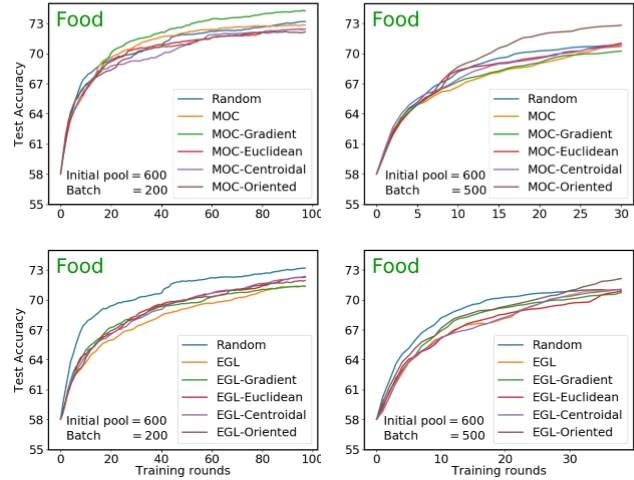 Food
Test Accuracy
73
70
67
64
61
58
55
Random
MOC
MOC-Gradient
MOC-Euclidean
MOC-Centroidal
MOC-Oriented
Initial pool = 600
Batch = 200
0 20 40 60 80 100
Food
73
70
67
64
61
58
55
Random
MOC
MOC-Gradient
MOC-Euclidean
MOC-Centroidal
MOC-Oriented
Initial pool = 600
Batch = 500
0 5 10 15 20 25 30
Food
Test Accuracy
73
70
67
64
61
58
55
Random
EGL
EGL-Gradient
EGL-Euclidean
EGL-Centroidal
EGL-Oriented
Initial pool = 600
Batch = 200
0 20 40 60 80 100
Training rounds
Food
73
70
67
64
61
58
55
Random
EGL
EGL-Gradient
EGL-Euclidean
EGL-Centroidal
EGL-Oriented
Initial pool = 600
Batch = 500
0 10 20 30
Training rounds